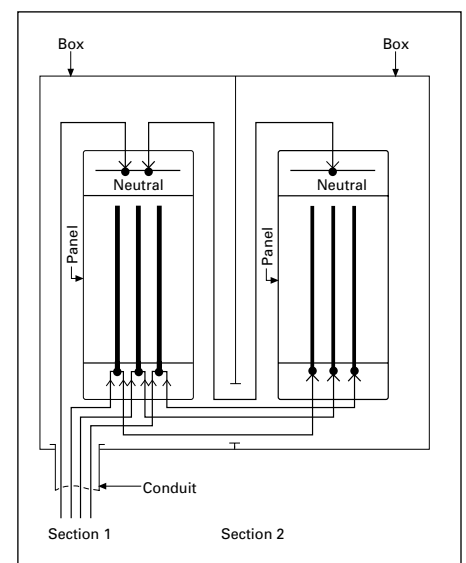 Box
Box
Neutral
Neutral
Panel
Panel
Conduit
Section 1
Section 2